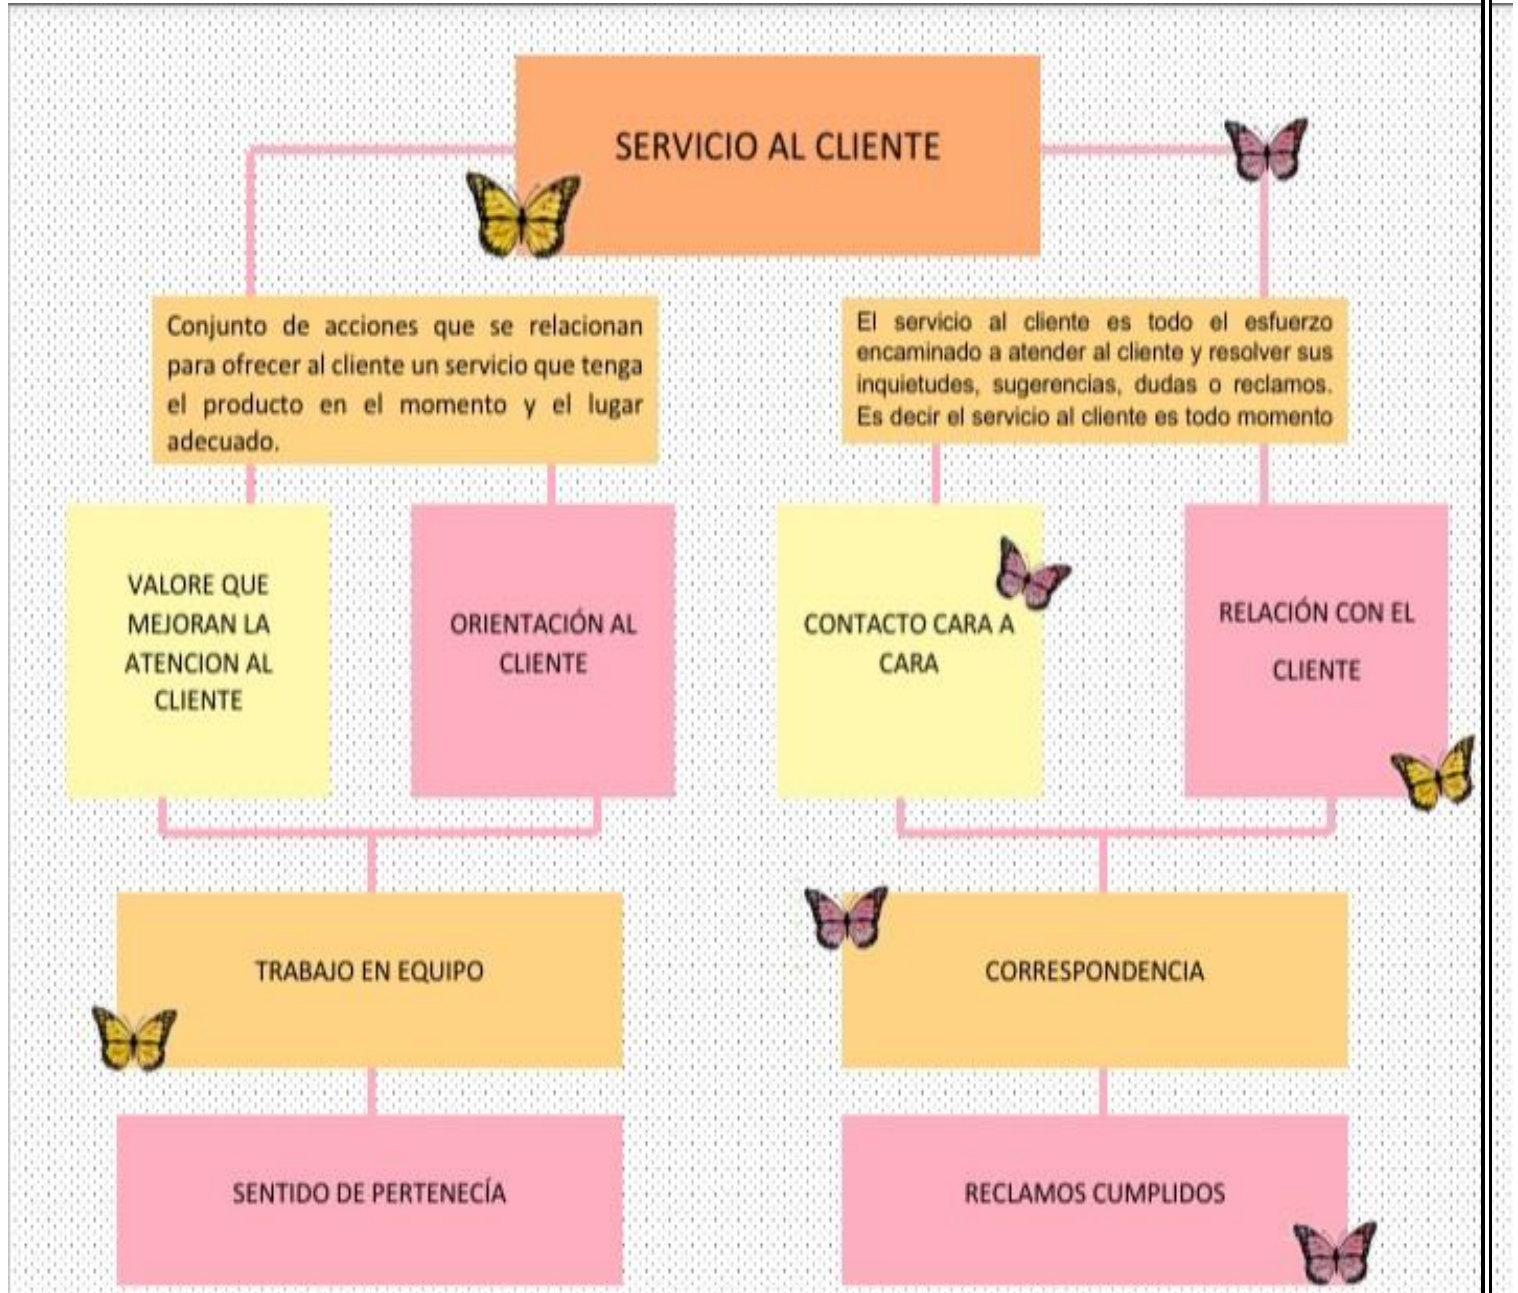 SERVICIO AL CLIENTE
Conjunto de acciones que se relacionan
para ofrecer al cliente un servicio que tenga
el producto en el momento y el lugar
adecuado.
El servicio al cliente es todo el esfuerzo
encaminado a atender al cliente y resolver sus
inquietudes, sugerencias, dudas o reclamos.
Es decir el servicio al cliente es todo momento
VALORE QUE
MEJORAN LA
ATENCION AL
CLIENTE
ORIENTACIÓN AL
CLIENTE
CONTACTO CARA A
CARA
RELACIÓN CON EL
CLIENTE
TRABAJO EN EQUIPO
CORRESPONDENCIA
SENTIDO DE PERTENECÍA
RECLAMOS CUMPLIDOS